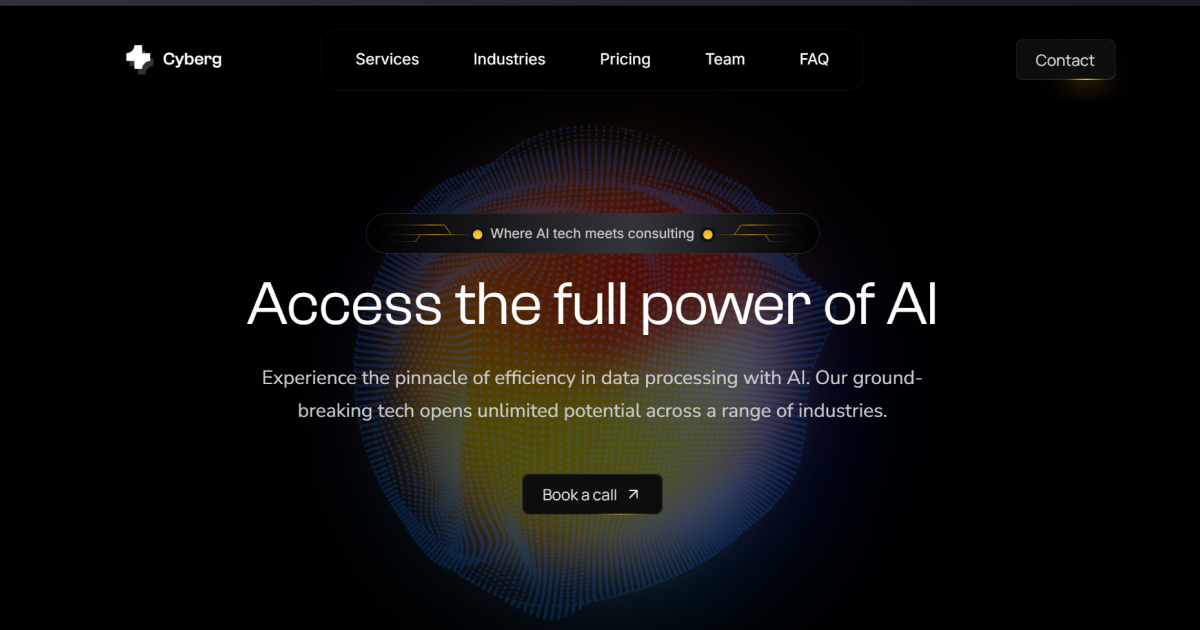 Cyberg
Services
Industries
Pricing
Team
FAQ
Contact
Where AI tech meets consulting
Access the full power of AI
Experience the pinnacle of efficiency in data processing with AI. Our ground-
breaking tech opens unlimited potential across a range of industries.
Book a call